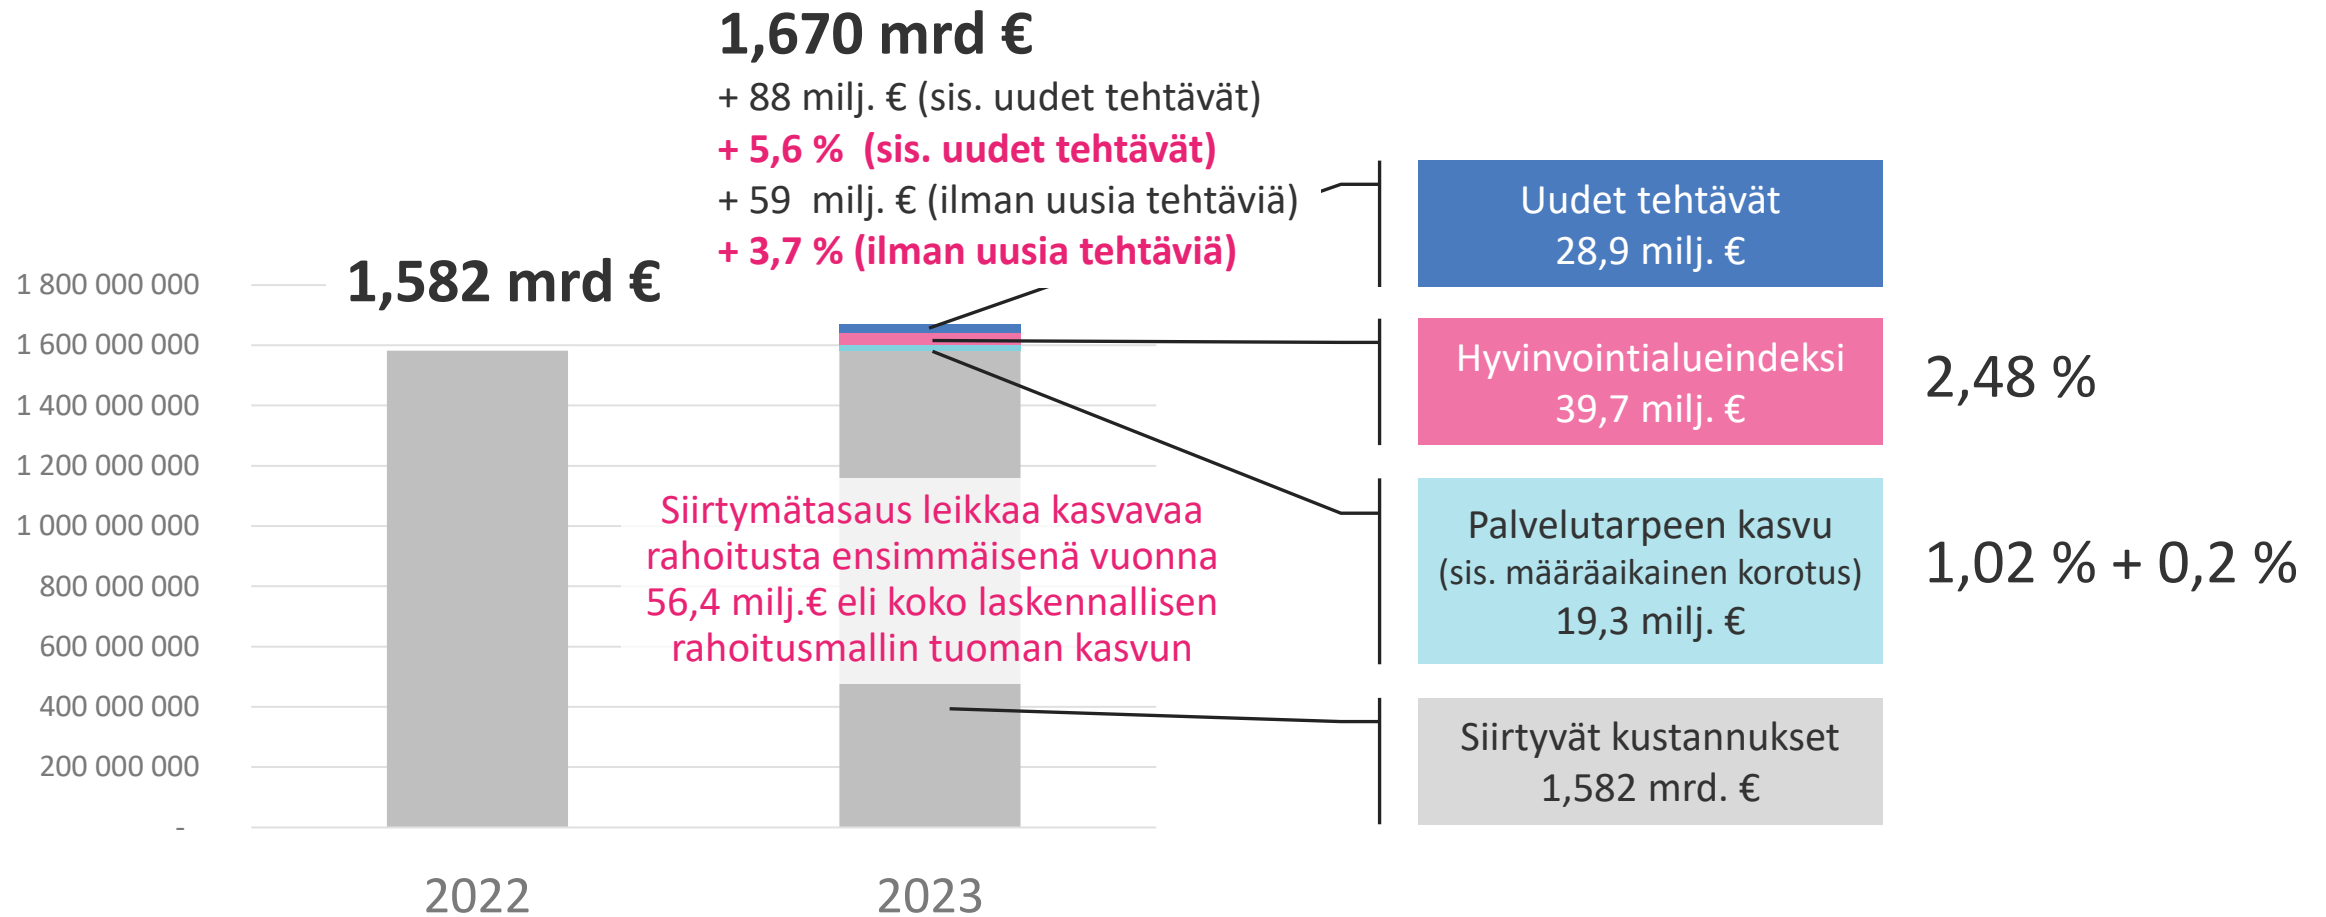 1,670 mrd €
+ 88 milj. € (sis. uudet tehtävät)
+ 5,6 % (sis. uudet tehtävät)
+ 59 milj. € (ilman uusia tehtäviä)
+ 3,7 % (ilman uusia tehtäviä)
1,582 mrd €
1 800 000 000
1 600 000 000
1 400 000 000
1 200 000 000
1 000 000 000
800 000 000
600 000 000
400 000 000
200 000 000
-
Siirtymätasaus leikkaa kasvavaa
rahoitusta ensimmäisenä vuonna
56,4 milj.€ eli koko laskennallisen
rahoitusmallin tuoman kasvun
2022
2023
Uudet tehtävät
28,9 milj. €
Hyvinvointialueindeksi
39,7 milj. €
2,48 %
Palvelutarpeen kasvu
(sis. määräaikainen korotus)
19,3 milj. €
1,02 % + 0,2 %
Siirtyvät kustannukset
1,582 mrd. €